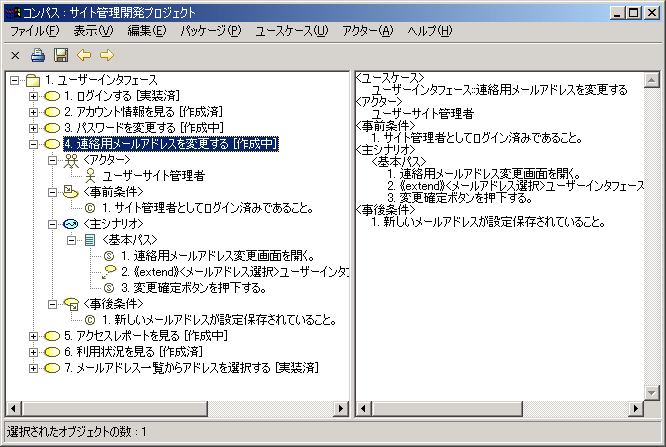 コンパス : サイト管理開発プロジェクト
ファイル(F) 表示(V) 編集(E) パッケージ(P) ユースケース(U) アクター(A) ヘルプ(H)
1. ユーザーインタフェース
1. ログインする [実装済]
2. アカウント情報を見る [作成済]
3. パスワードを変更する [作成中]
4. 連絡用メールアドレスを変更する [作成中]
<アクター>
ユーザーサイト管理者
<事前条件>
1. サイト管理者としてログイン済みであること。
<主シナリオ>
<基本パス>
1. 連絡用メールアドレス変更画面を開く。
2. 《extend》<メールアドレス選択>ユーザーインタフ
3. 変更確定ボタンを押下する。
<事後条件>
1. 新しいメールアドレスが設定保存されていること。
5. アクセスレポートを見る [作成中]
6. 利用状況を見る [作成済]
7. メールアドレス一覧からアドレスを選択する [実装済]
<ユースケース>
ユーザーインタフェース::連絡用メールアドレスを変更する
<アクター>
ユーザーサイト管理者
<事前条件>
1. サイト管理者としてログイン済みであること。
<主シナリオ>
<基本パス>
1. 連絡用メールアドレス変更画面を開く。
2. 《extend》<メールアドレス選択>ユーザーインタフェース
3. 変更確定ボタンを押下する。
<事後条件>
1. 新しいメールアドレスが設定保存されていること。
選択されたオブジェクトの数 : 1